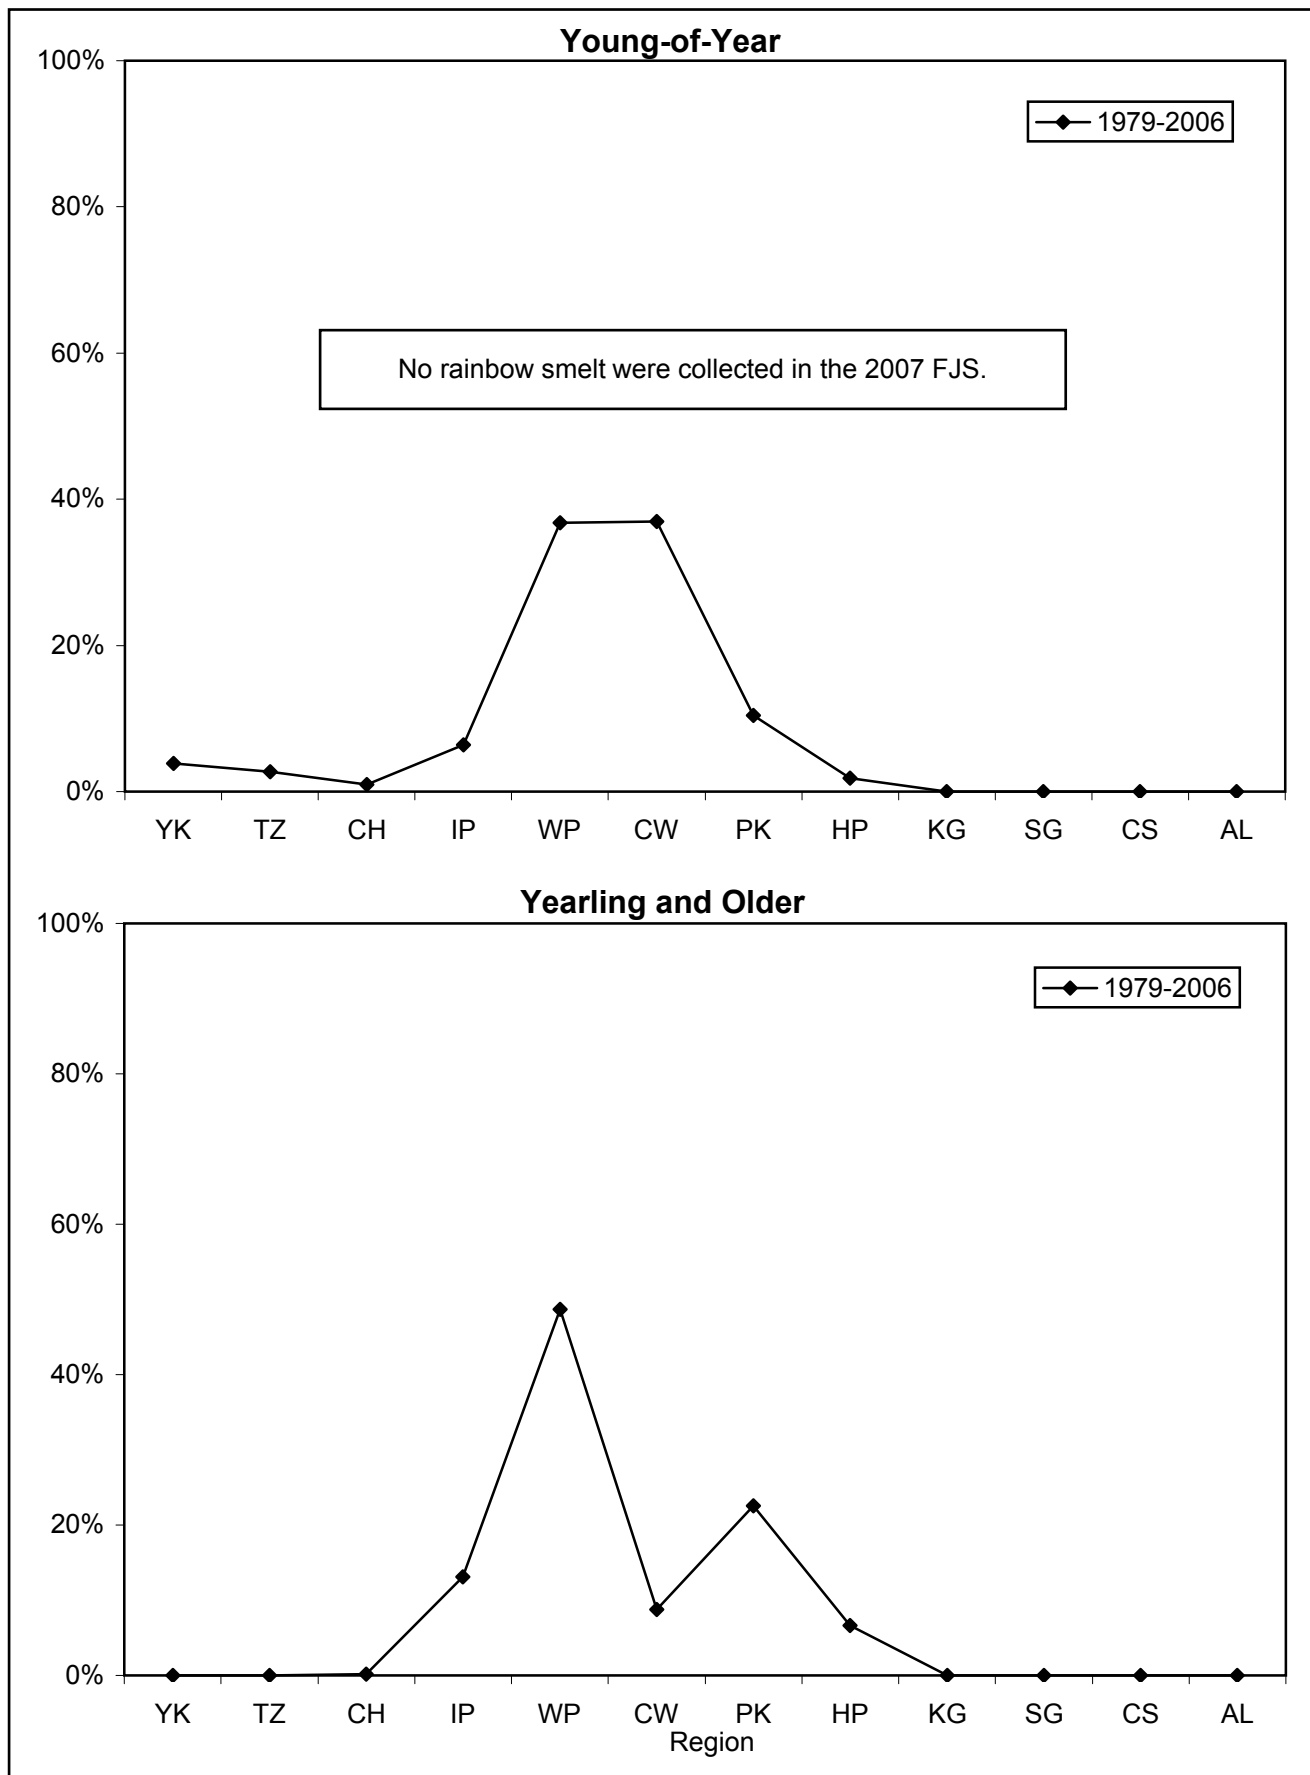 Young-of-Year
100%
1979-2006
80%
60%
No rainbow smelt were collected in the 2007 FJS.
40%
20%
0%
YK TZ CH IP WP CW PK HP KG SG CS AL
Yearling and Older
100%
1979-2006
80%
60%
40%
20%
0%
YK TZ CH IP WP CW PK HP KG SG CS AL
Region